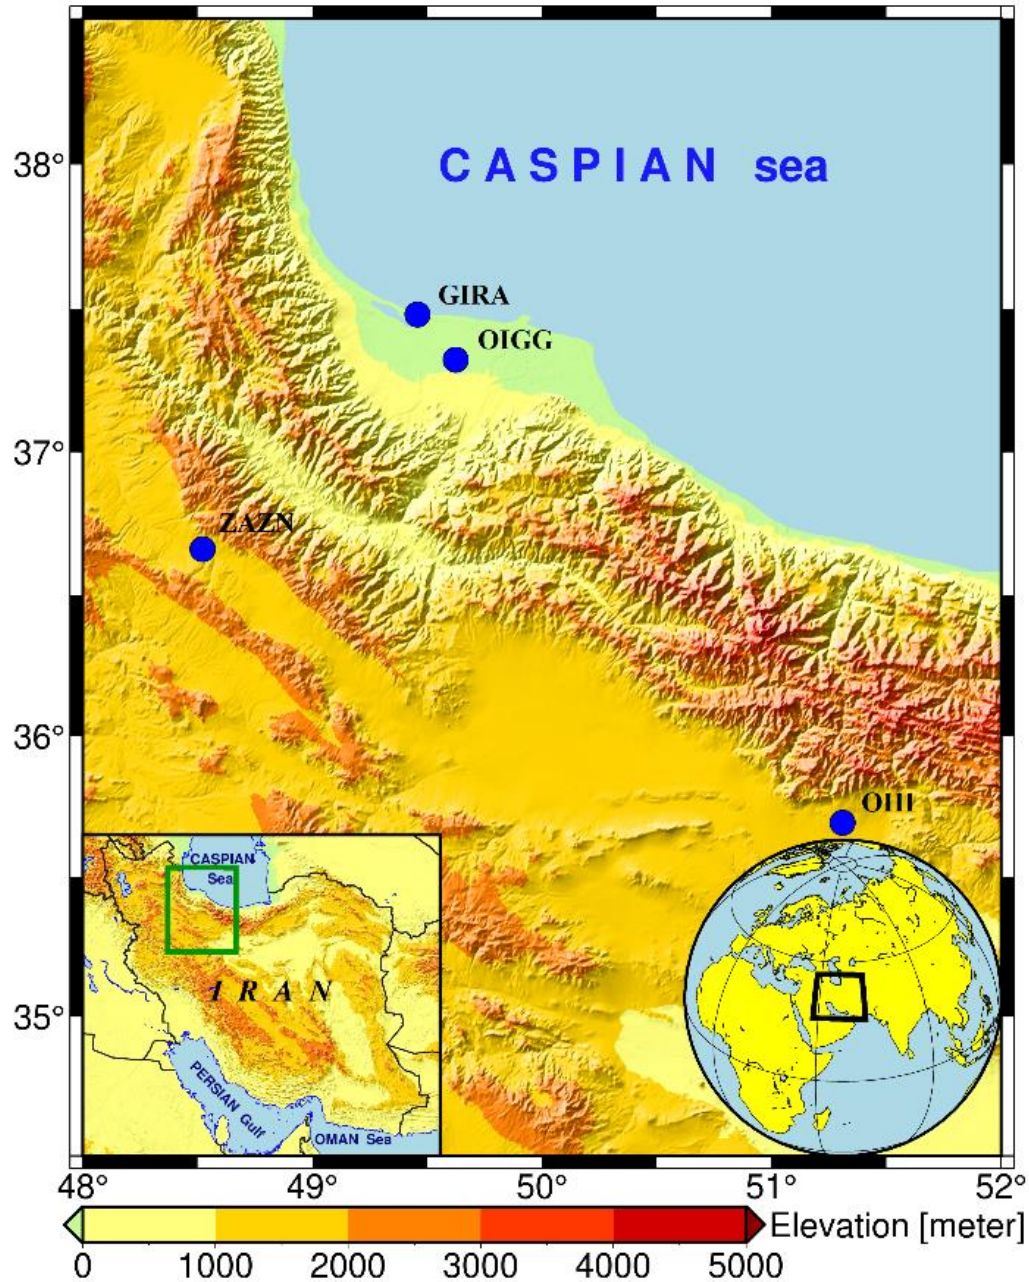 38°
CASPIAN sea
GIRA
OIGG
37°
ZAZN
36°
OIII
CASPIAN
Sea
IRAN
35°
PERSIAN Gulf
OMAN Sea
48° 49° 50° 51° 52°
Elevation [meter]
0 1000 2000 3000 4000 5000